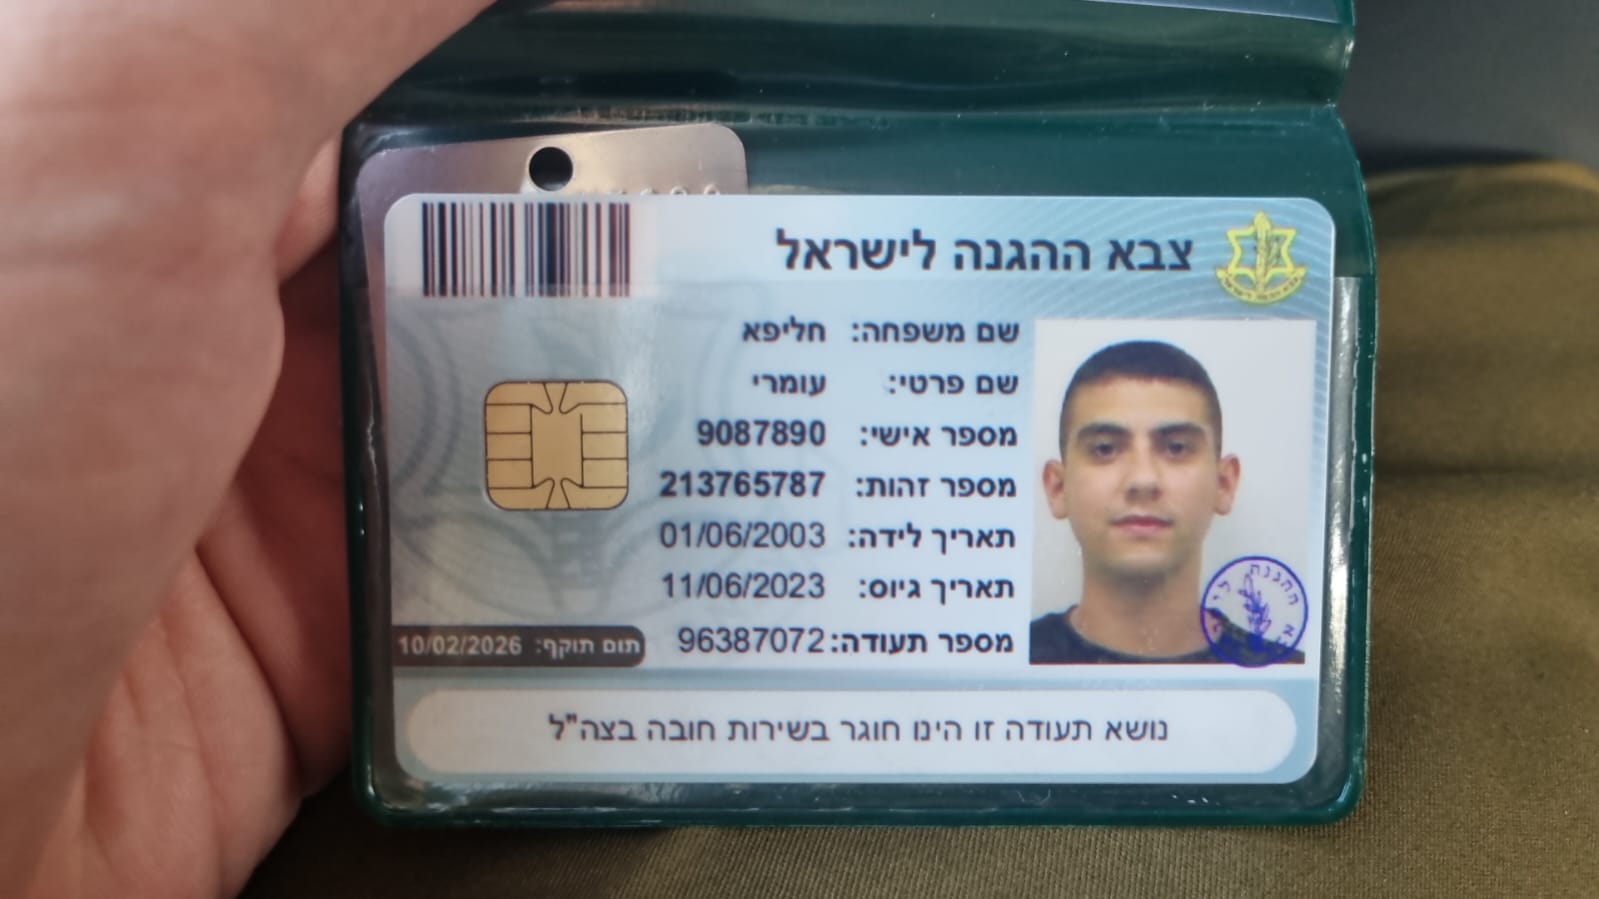 צבא ההגנה לישראל
שם משפחה: חליפא
שם פרטי: עומרי
מספר אישי: 9087890
מספר זהות: 213765787
תאריך לידה: 01/06/2003
תאריך גיוס: 11/06/2023
מספר תעודה: 96387072
תום תוקף: 10/02/2026
נושא תעודה זו הינו חוגר בשירות חובה בצה"ל